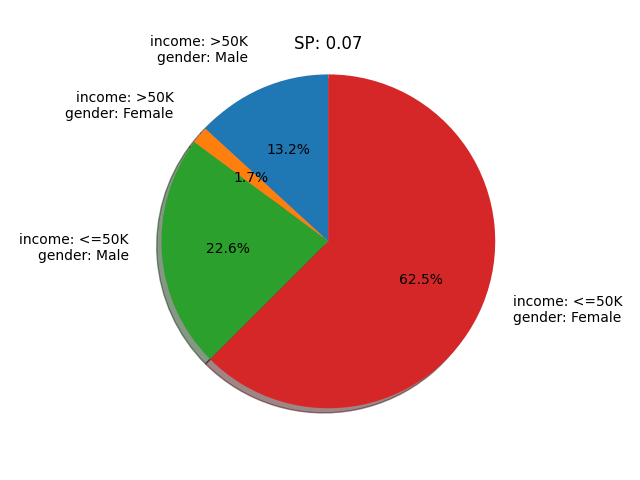 SP: 0.07
income: >50K
gender: Male
income: >50K
gender: Female
13.2%
1.7%
income: <=50K
gender: Male
22.6%
62.5%
income: <=50K
gender: Female